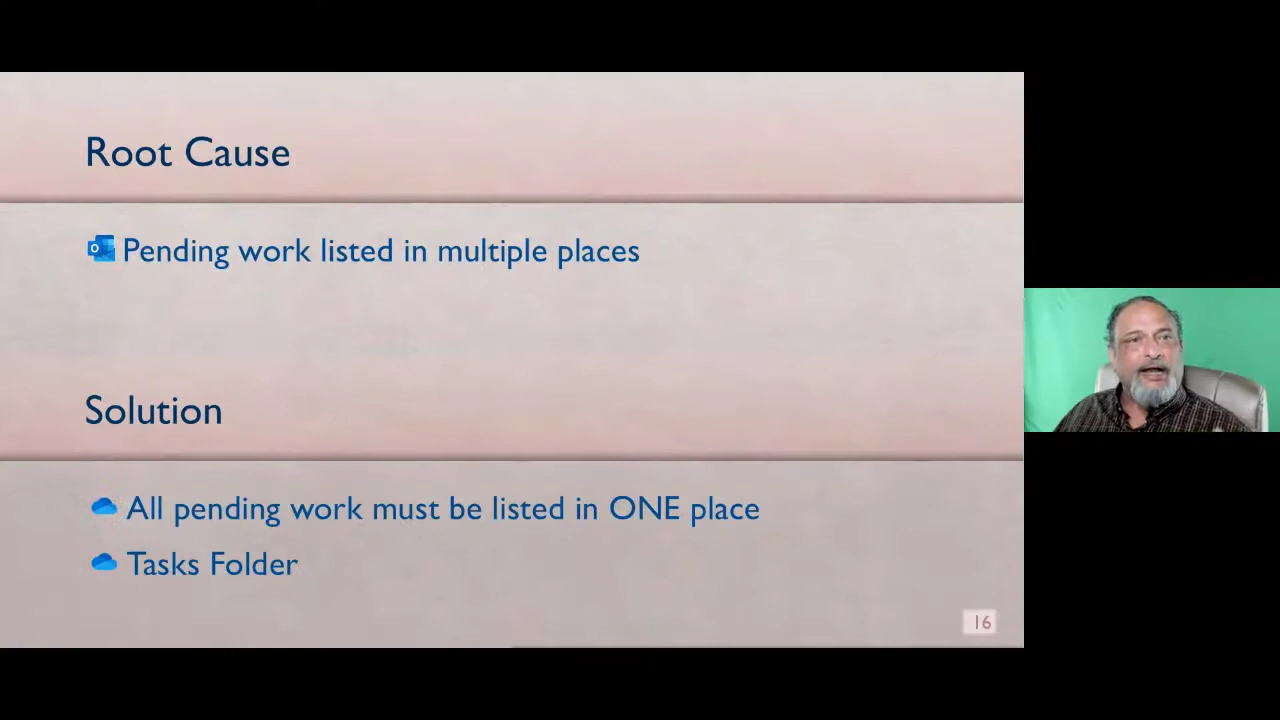 Root Cause
Pending work listed in multiple places
Solution
All pending work must be listed in ONE place
Tasks Folder
16